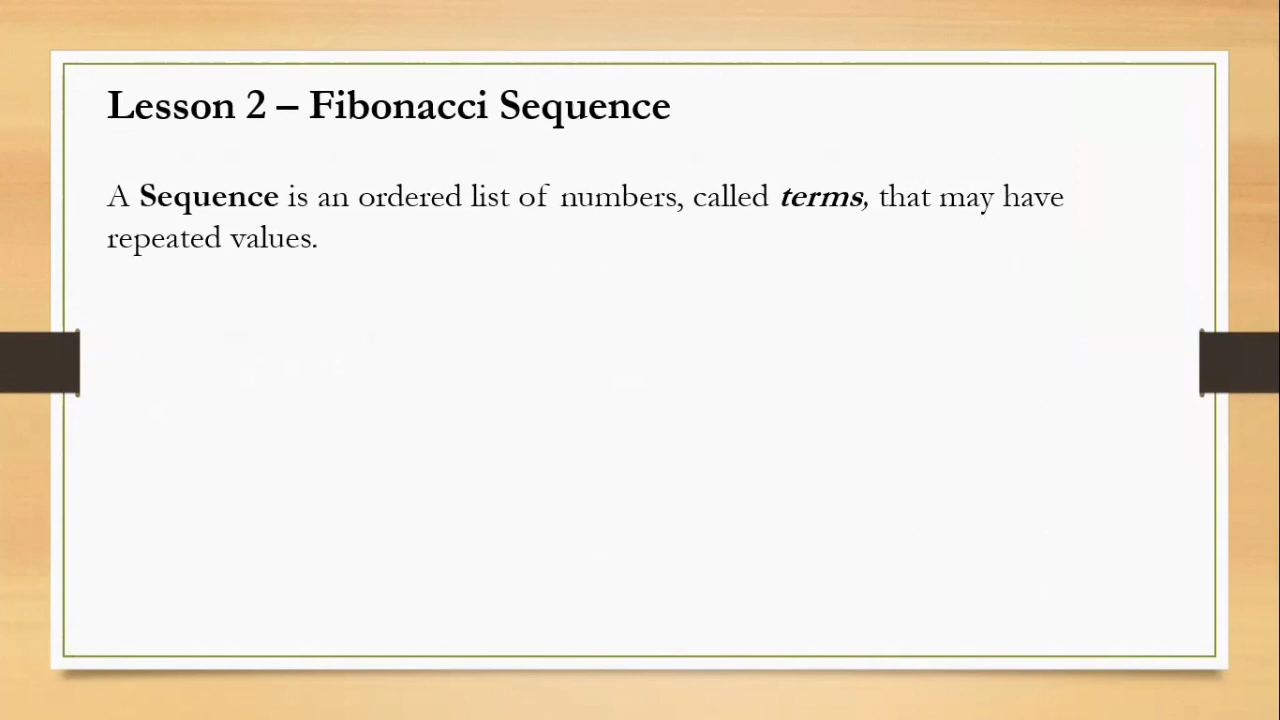 Lesson 2 – Fibonacci Sequence
A Sequence is an ordered list of numbers, called terms, that may have
repeated values.